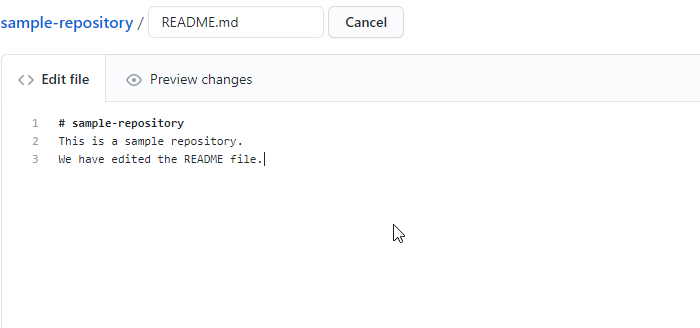 sample-repository / README.md Cancel
<> Edit file Preview changes
1 # sample-repository
2 This is a sample repository.
3 We have edited the README file.